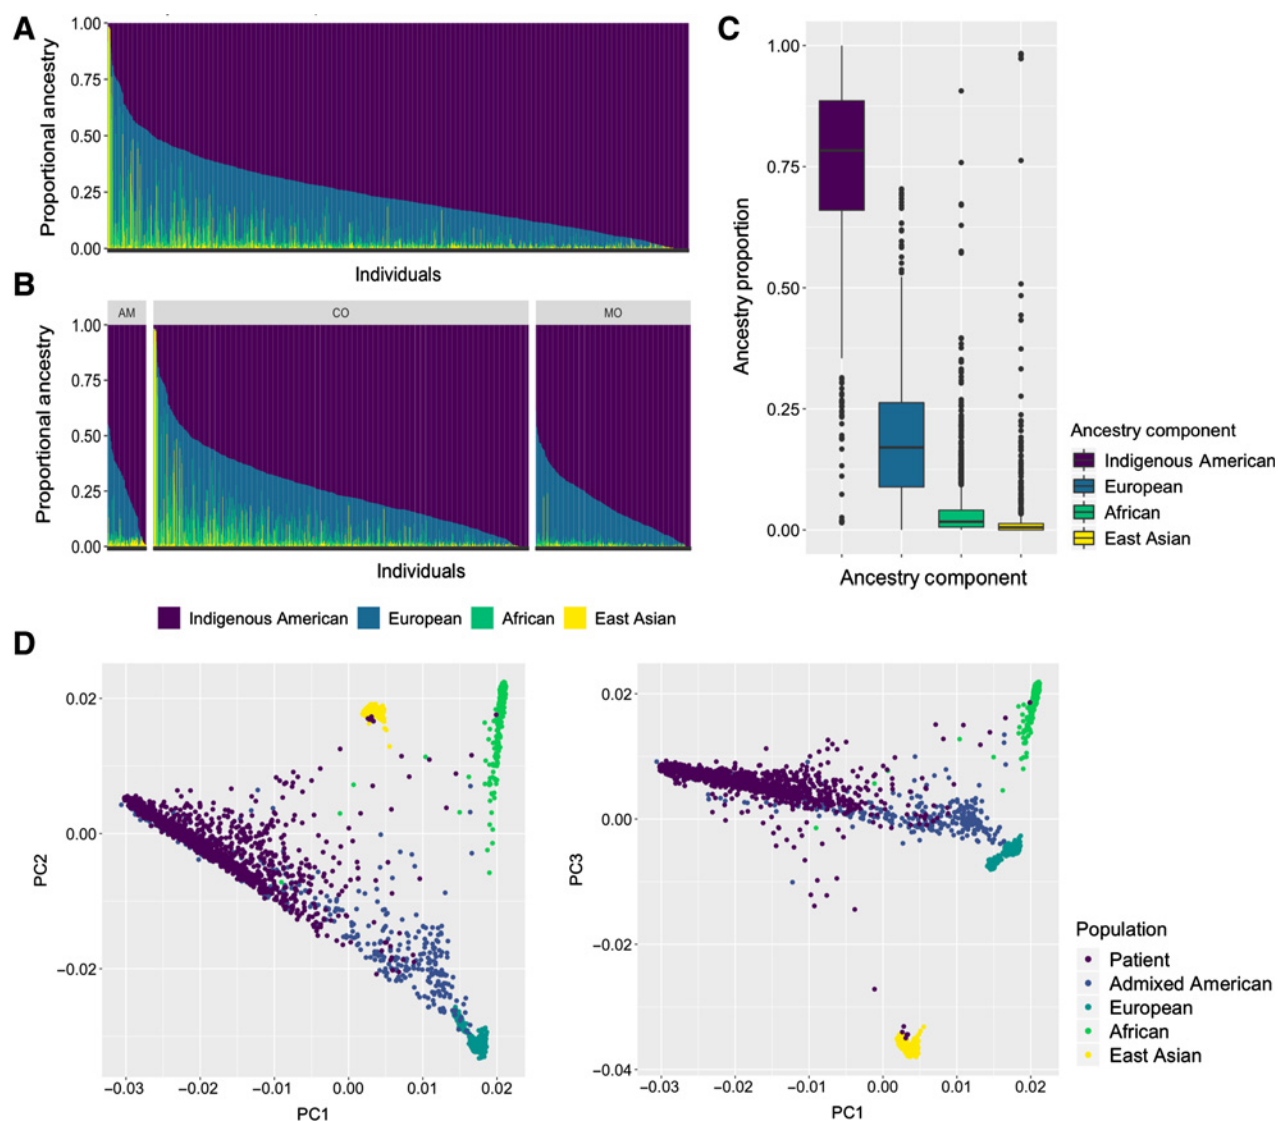 A
Proportional ancestry
1.00
0.75
0.50
0.25
0.00
Individuals
B
AM CO MO
Proportional ancestry
1.00
0.75
0.50
0.25
0.00
Individuals
Indigenous American European African East Asian
C
Ancestry proportion
1.00
0.75
0.50
0.25
0.00
Ancestry component
Ancestry component
Indigenous American
European
African
East Asian
D
PC2
0.02
0.00
−0.02
−0.03 −0.02 −0.01 0.00 0.01 0.02
PC1
PC3
0.02
0.00
−0.02
−0.04
−0.03 −0.02 −0.01 0.00 0.01 0.02
PC1
Population
Patient
Admixed American
European
African
East Asian